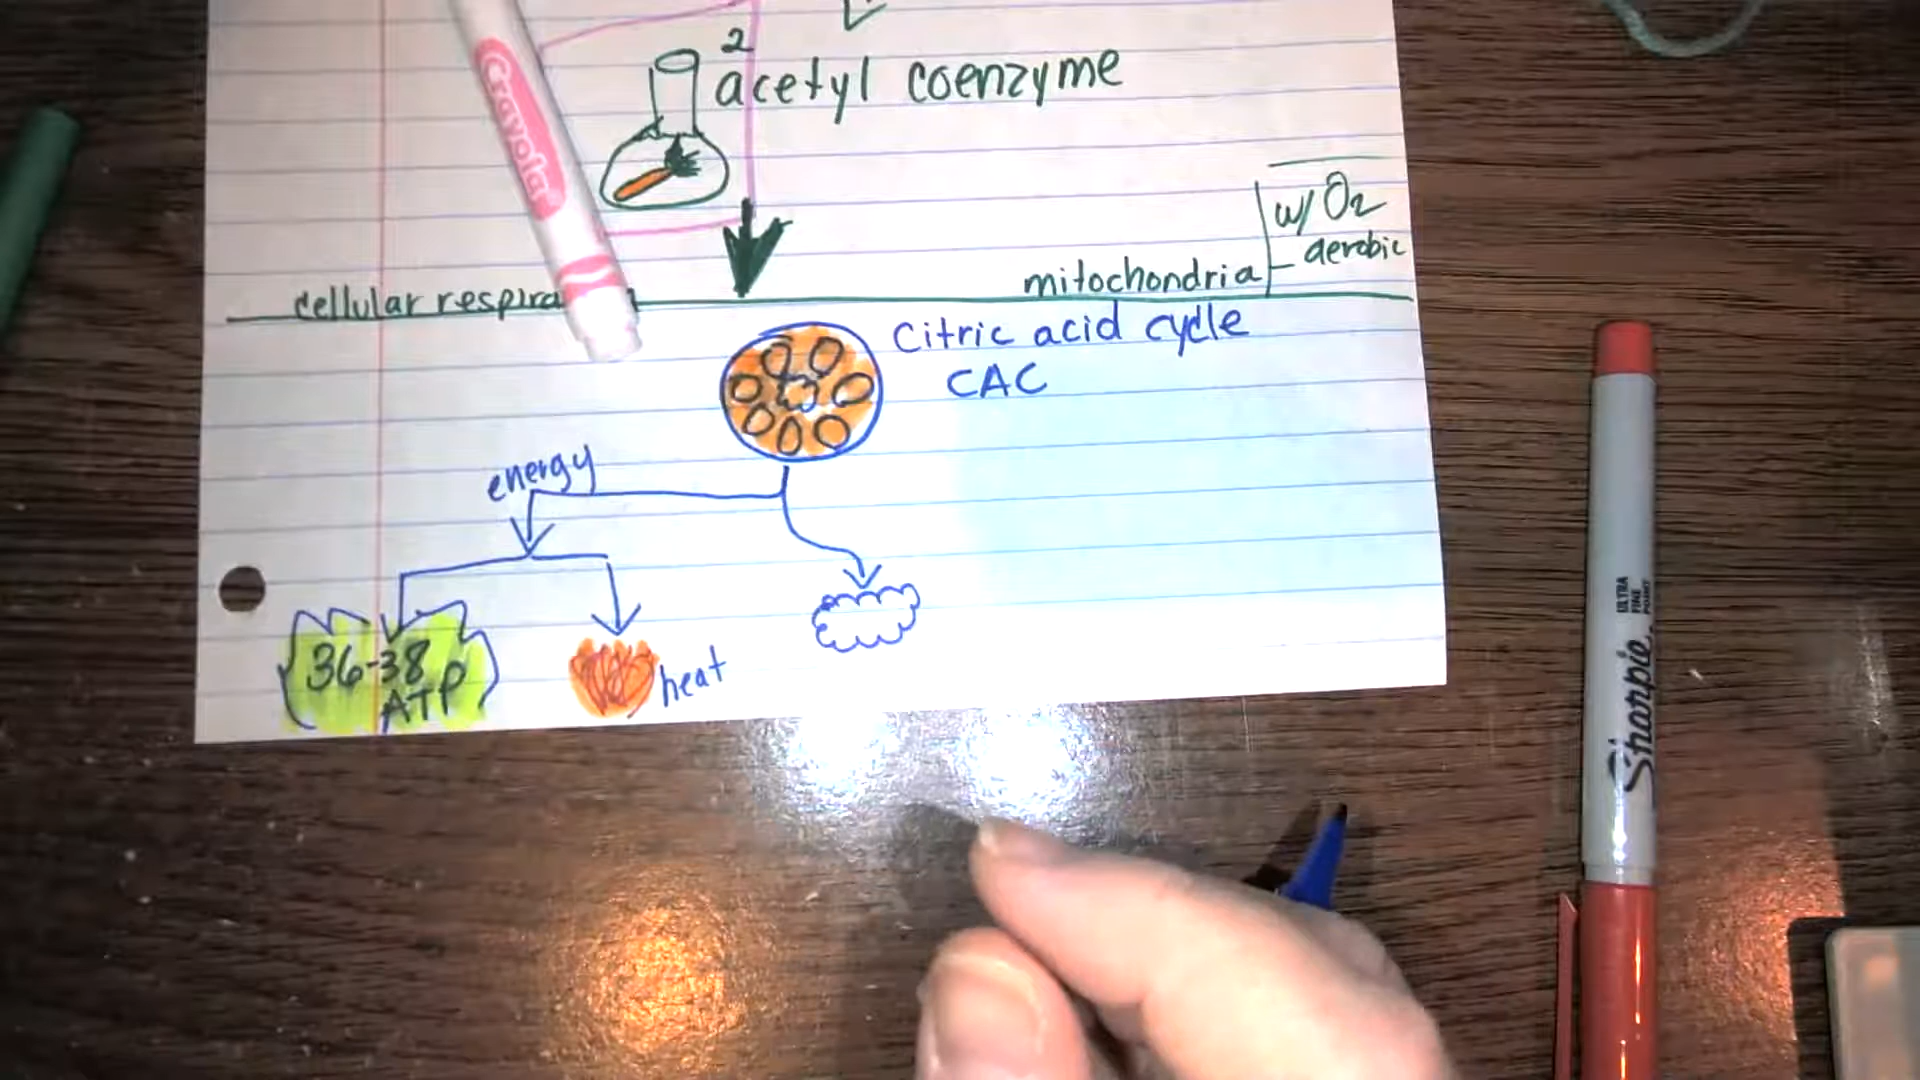 2
acetyl coenzyme
Crayola
w/ O2
aerobic
mitochondria
cellular respira
Citric acid cycle
CAC
energy
36-38
ATP
heat
Sharpie
ULTRA
FINE
POINT